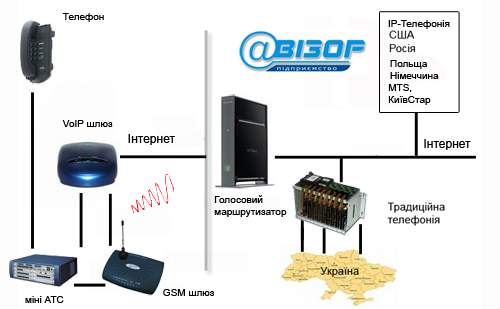 Телефон
@ВІЗОР
підприємство
ІР-Телефонія
США
Росія
Польща
Німеччина
MTS,
КиївСтар
VoIP шлюз
Інтернет
Інтернет
Голосовий
маршрутизатор
Традиційна
телефонія
Україна
міні АТС
GSM шлюз